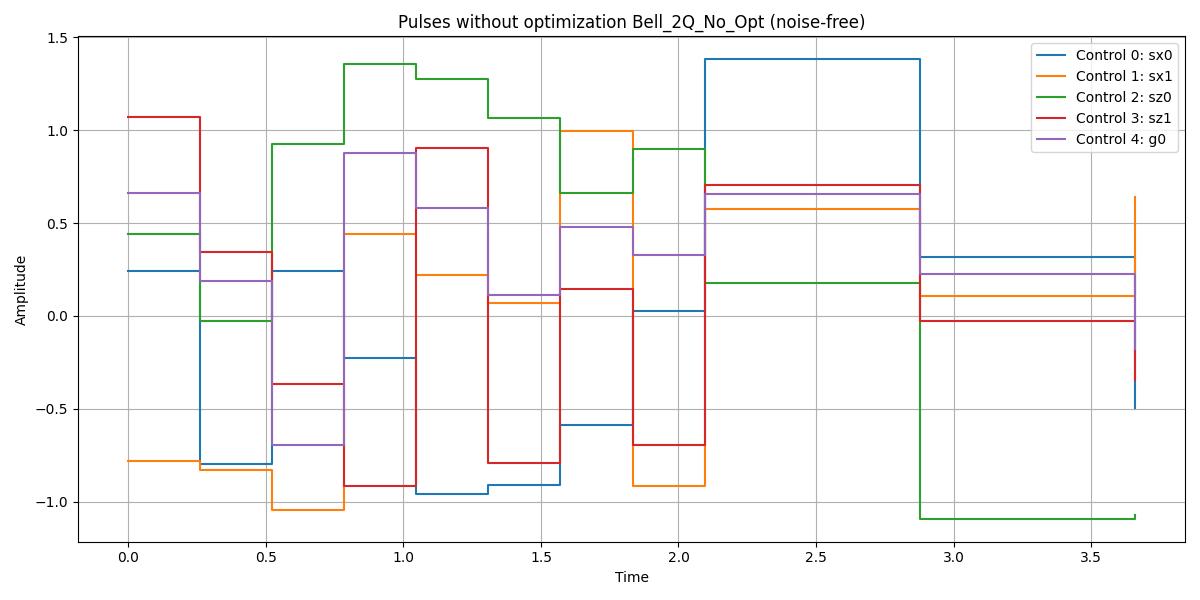 Pulses without optimization Bell_2Q_No_Opt (noise-free)
Control 0: sx0
Control 1: sx1
Control 2: sz0
Control 3: sz1
Control 4: g0
Amplitude
1.5
1.0
0.5
0.0
−0.5
−1.0
0.0 0.5 1.0 1.5 2.0 2.5 3.0 3.5
Time